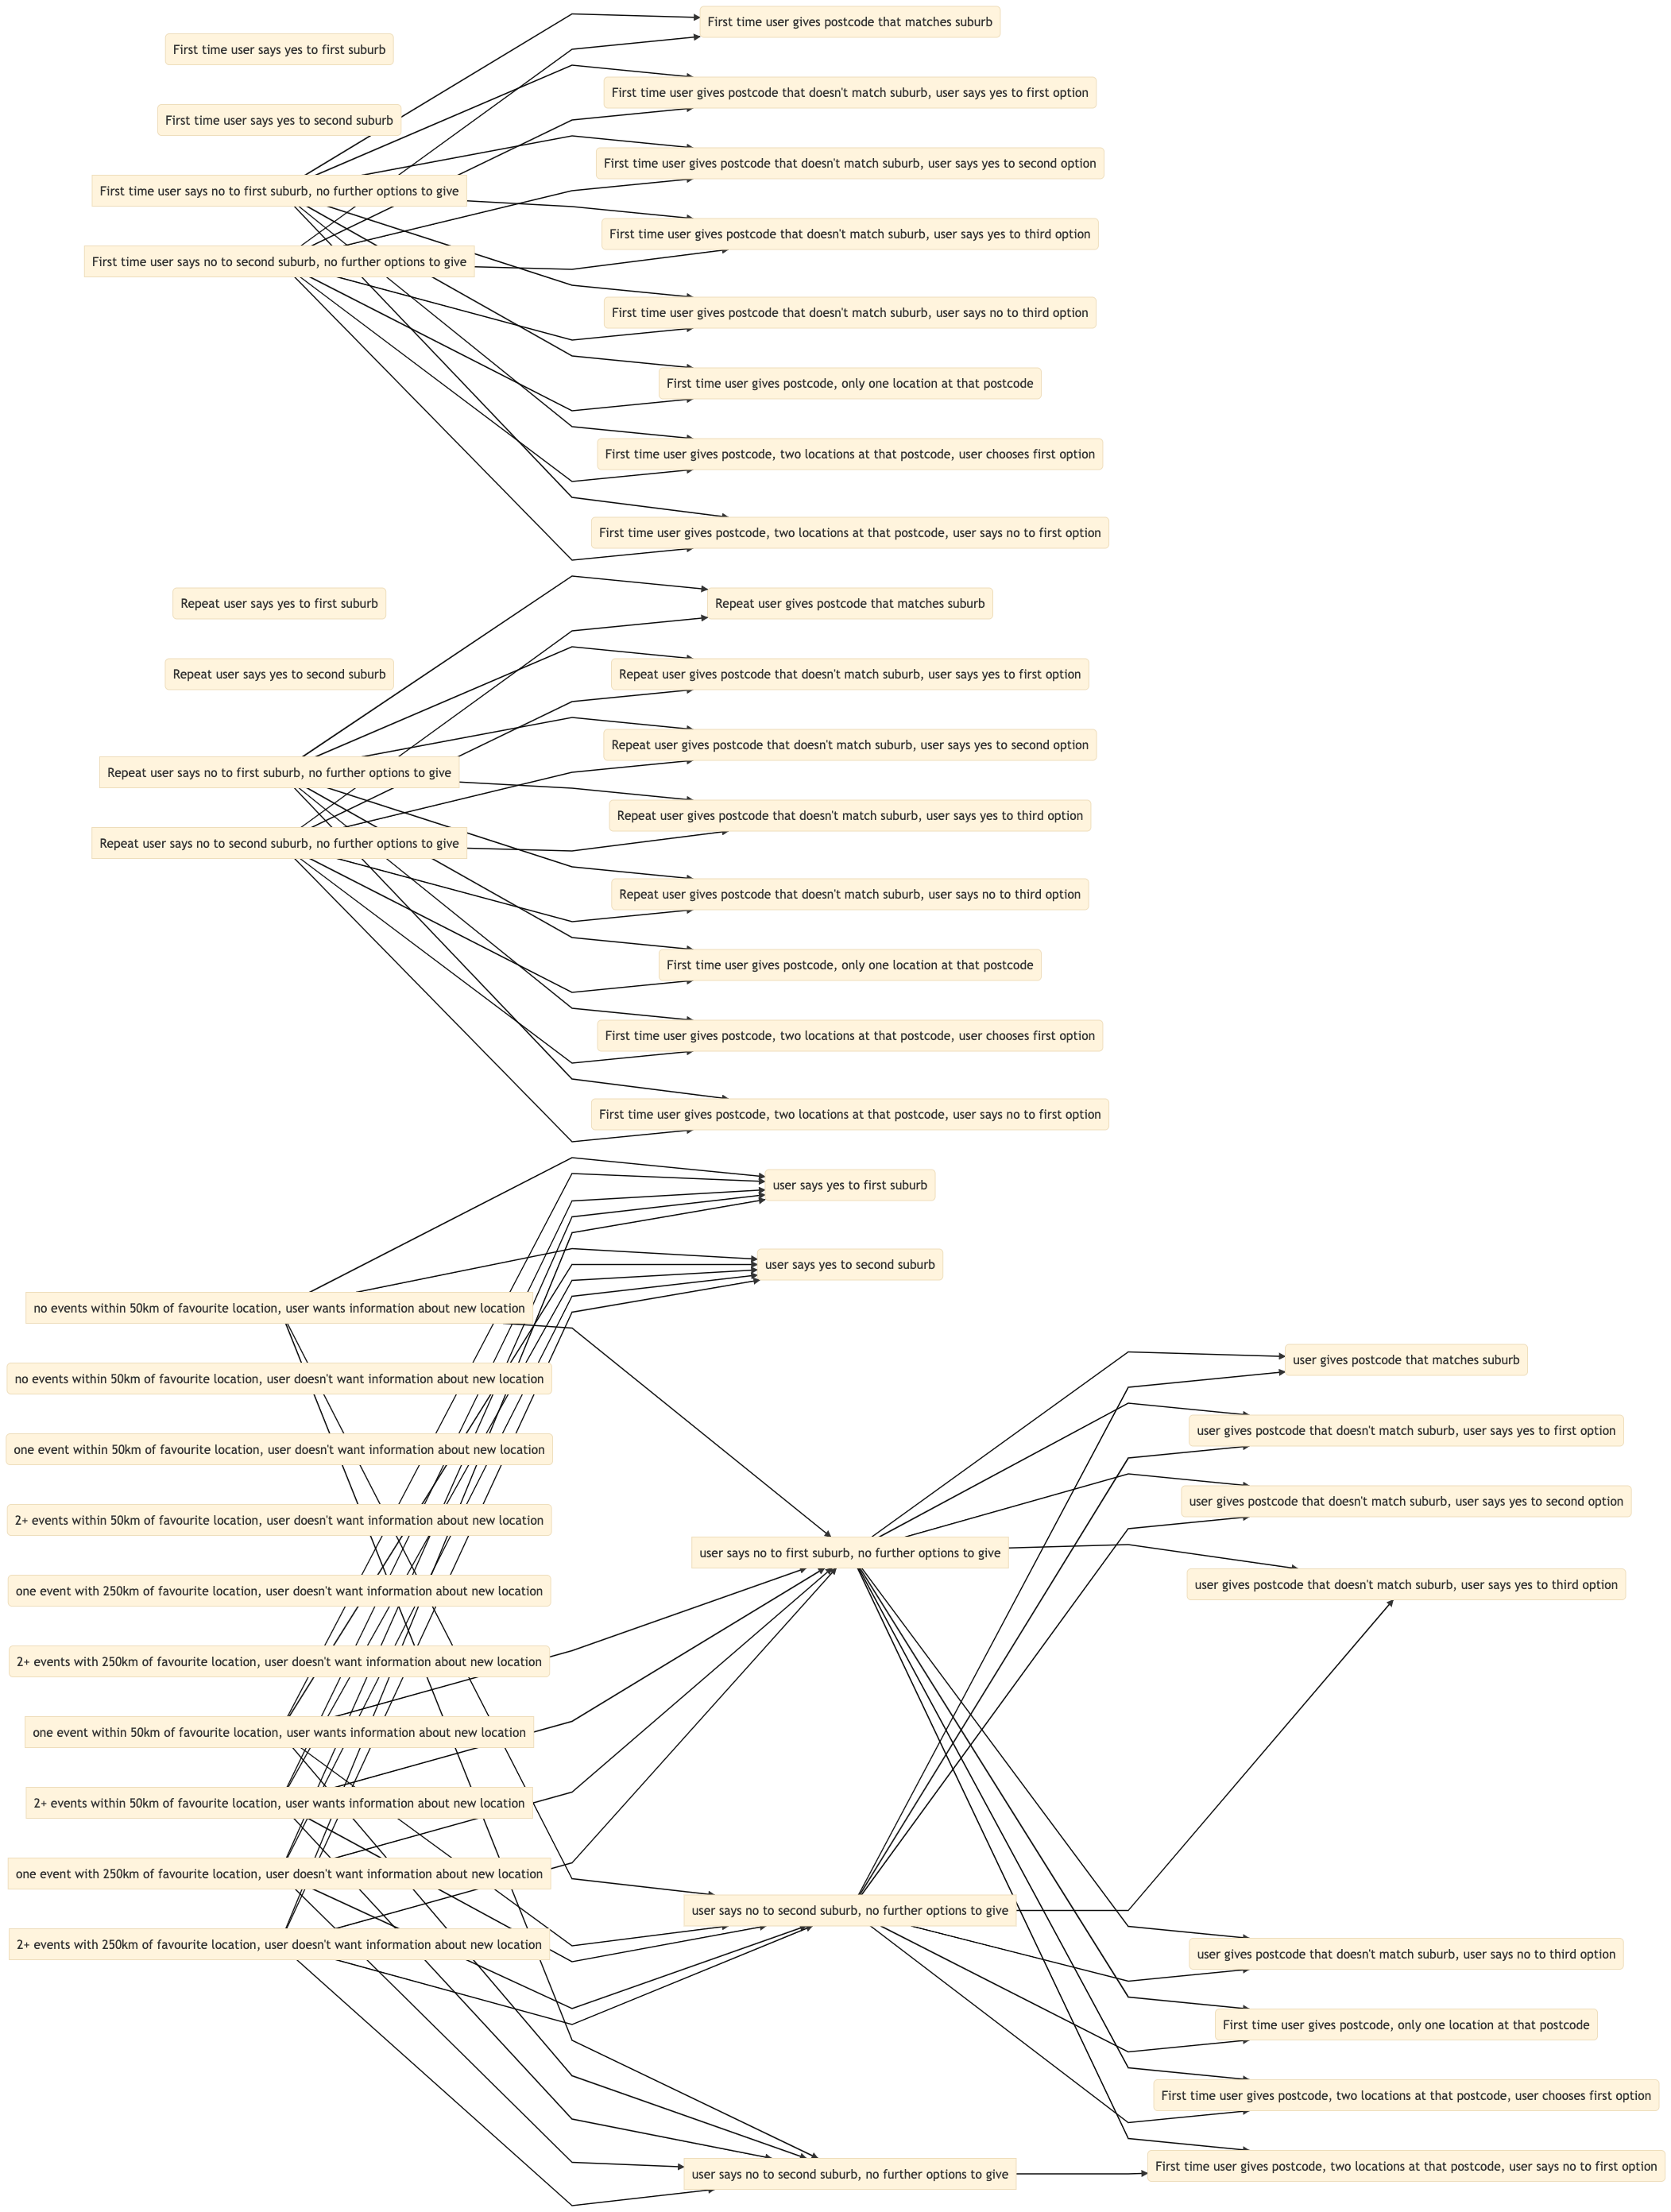 First time user gives postcode that matches suburb
First time user says yes to first suburb
First time user gives postcode that doesn't match suburb, user says yes to first option
First time user says yes to second suburb
First time user gives postcode that doesn't match suburb, user says yes to second option
First time user says no to first suburb, no further options to give
First time user gives postcode that doesn't match suburb, user says yes to third option
First time user says no to second suburb, no further options to give
First time user gives postcode that doesn't match suburb, user says no to third option
First time user gives postcode, only one location at that postcode
First time user gives postcode, two locations at that postcode, user chooses first option
First time user gives postcode, two locations at that postcode, user says no to first option
Repeat user says yes to first suburb
Repeat user gives postcode that matches suburb
Repeat user says yes to second suburb
Repeat user gives postcode that doesn't match suburb, user says yes to first option
Repeat user gives postcode that doesn't match suburb, user says yes to second option
Repeat user says no to first suburb, no further options to give
Repeat user gives postcode that doesn't match suburb, user says yes to third option
Repeat user says no to second suburb, no further options to give
Repeat user gives postcode that doesn't match suburb, user says no to third option
First time user gives postcode, only one location at that postcode
First time user gives postcode, two locations at that postcode, user chooses first option
First time user gives postcode, two locations at that postcode, user says no to first option
user says yes to first suburb
user says yes to second suburb
no events within 50km of favourite location, user wants information about new location
user gives postcode that matches suburb
no events within 50km of favourite location, user doesn't want information about new location
user gives postcode that doesn't match suburb, user says yes to first option
one event within 50km of favourite location, user doesn't want information about new location
user gives postcode that doesn't match suburb, user says yes to second option
2+ events within 50km of favourite location, user doesn't want information about new location
user says no to first suburb, no further options to give
user gives postcode that doesn't match suburb, user says yes to third option
one event with 250km of favourite location, user doesn't want information about new location
2+ events with 250km of favourite location, user doesn't want information about new location
one event within 50km of favourite location, user wants information about new location
2+ events within 50km of favourite location, user wants information about new location
one event with 250km of favourite location, user doesn't want information about new location
user says no to second suburb, no further options to give
2+ events with 250km of favourite location, user doesn't want information about new location
user gives postcode that doesn't match suburb, user says no to third option
First time user gives postcode, only one location at that postcode
First time user gives postcode, two locations at that postcode, user chooses first option
First time user gives postcode, two locations at that postcode, user says no to first option
user says no to second suburb, no further options to give